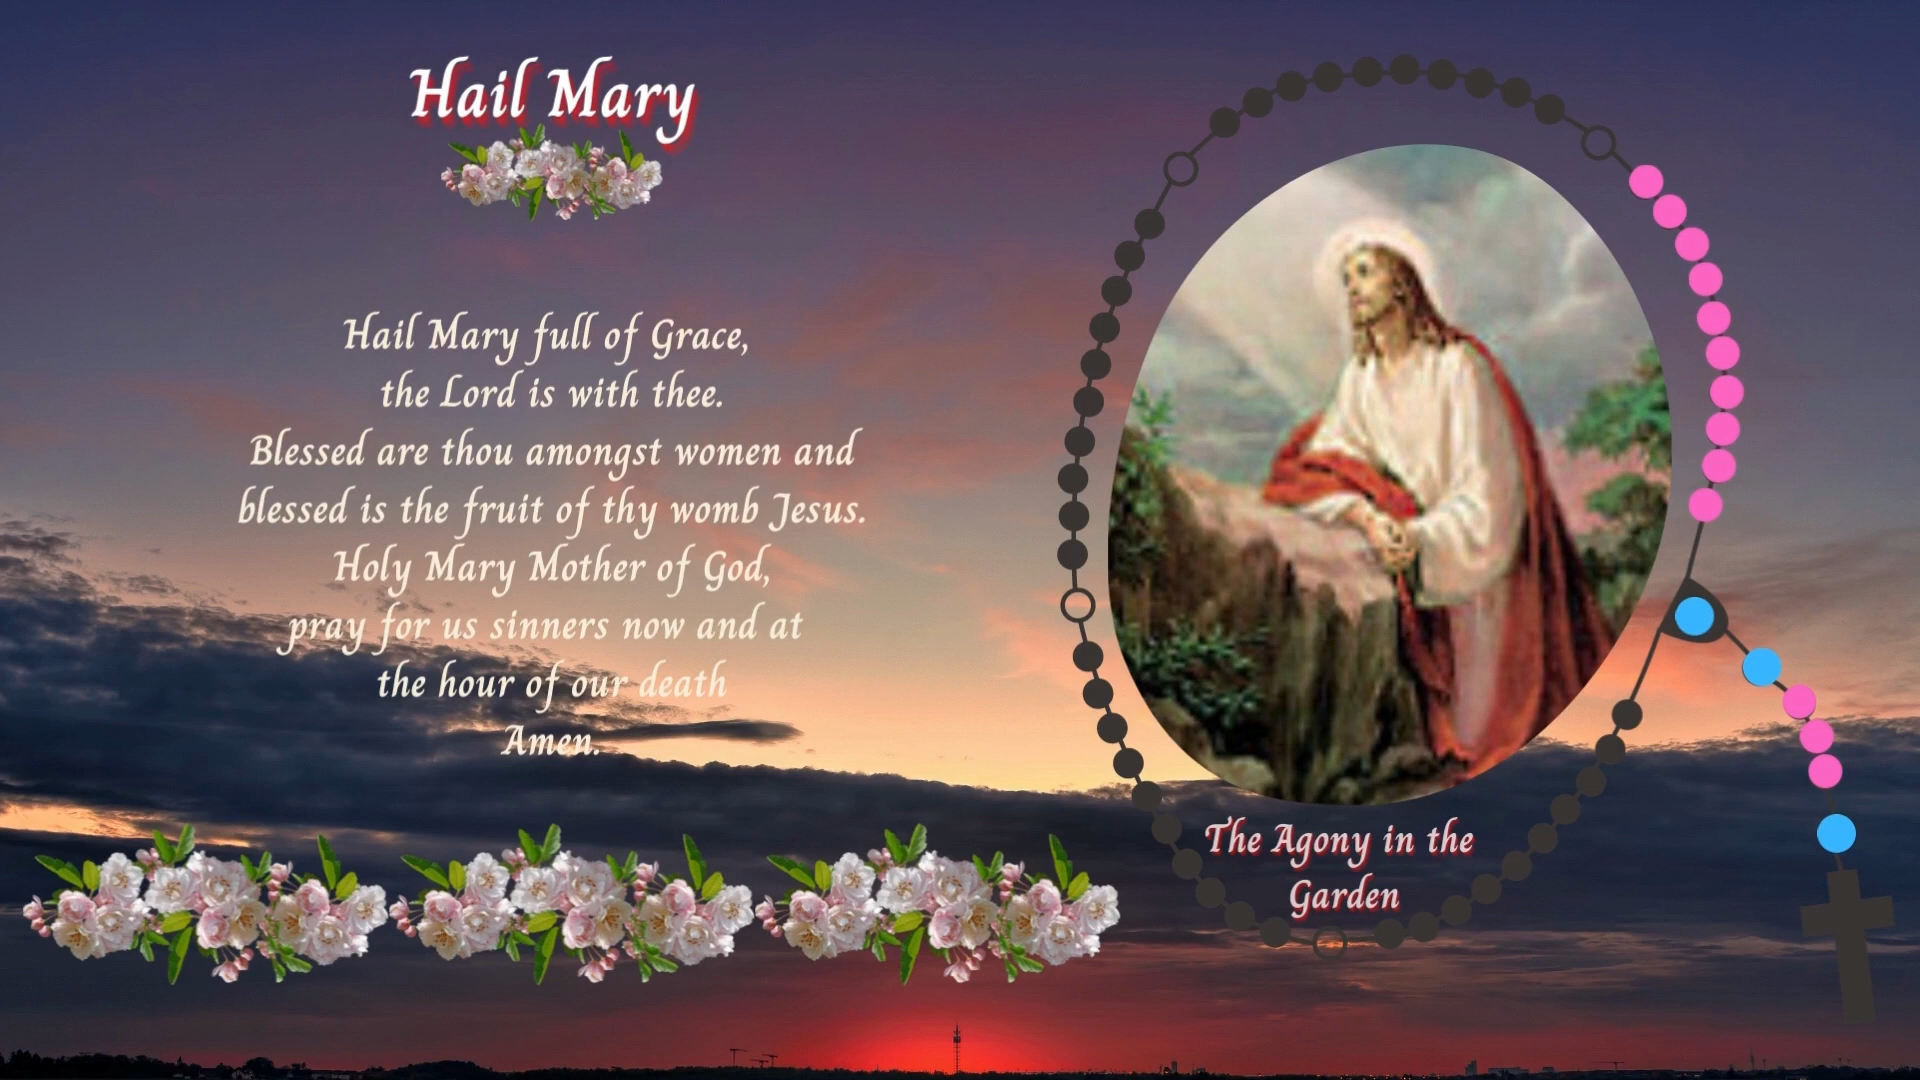 Hail Mary
Hail Mary full of Grace,
the Lord is with thee.
Blessed are thou amongst women and
blessed is the fruit of thy womb Jesus.
Holy Mary Mother of God,
pray for us sinners now and at
the hour of our death
Amen.
The Agony in the
Garden